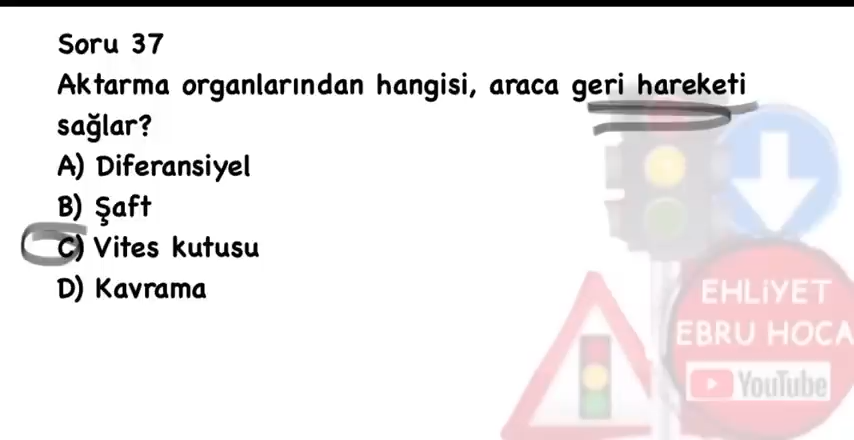 Soru 37
Aktarma organlarından hangisi, araca geri hareketi
sağlar?
A) Diferansiyel
B) Şaft
C) Vites kutusu
D) Kavrama
EHLİYET
EBRU HOCA
YouTube